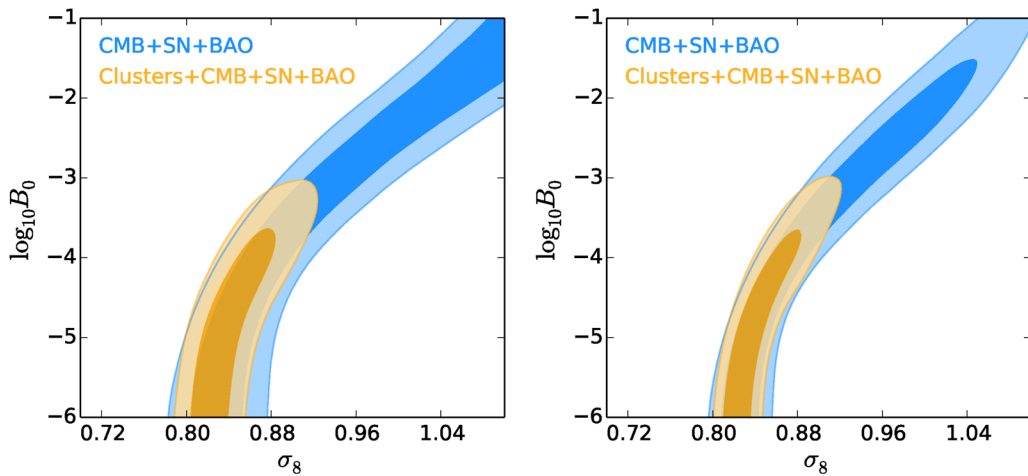 −1
CMB+SN+BAO
Clusters+CMB+SN+BAO
−2
−3
log₁₀B₀
−4
−5
−6
0.72 0.80 0.88 0.96 1.04
σ₈
−1
CMB+SN+BAO
Clusters+CMB+SN+BAO
−2
−3
log₁₀B₀
−4
−5
−6
0.72 0.80 0.88 0.96 1.04
σ₈